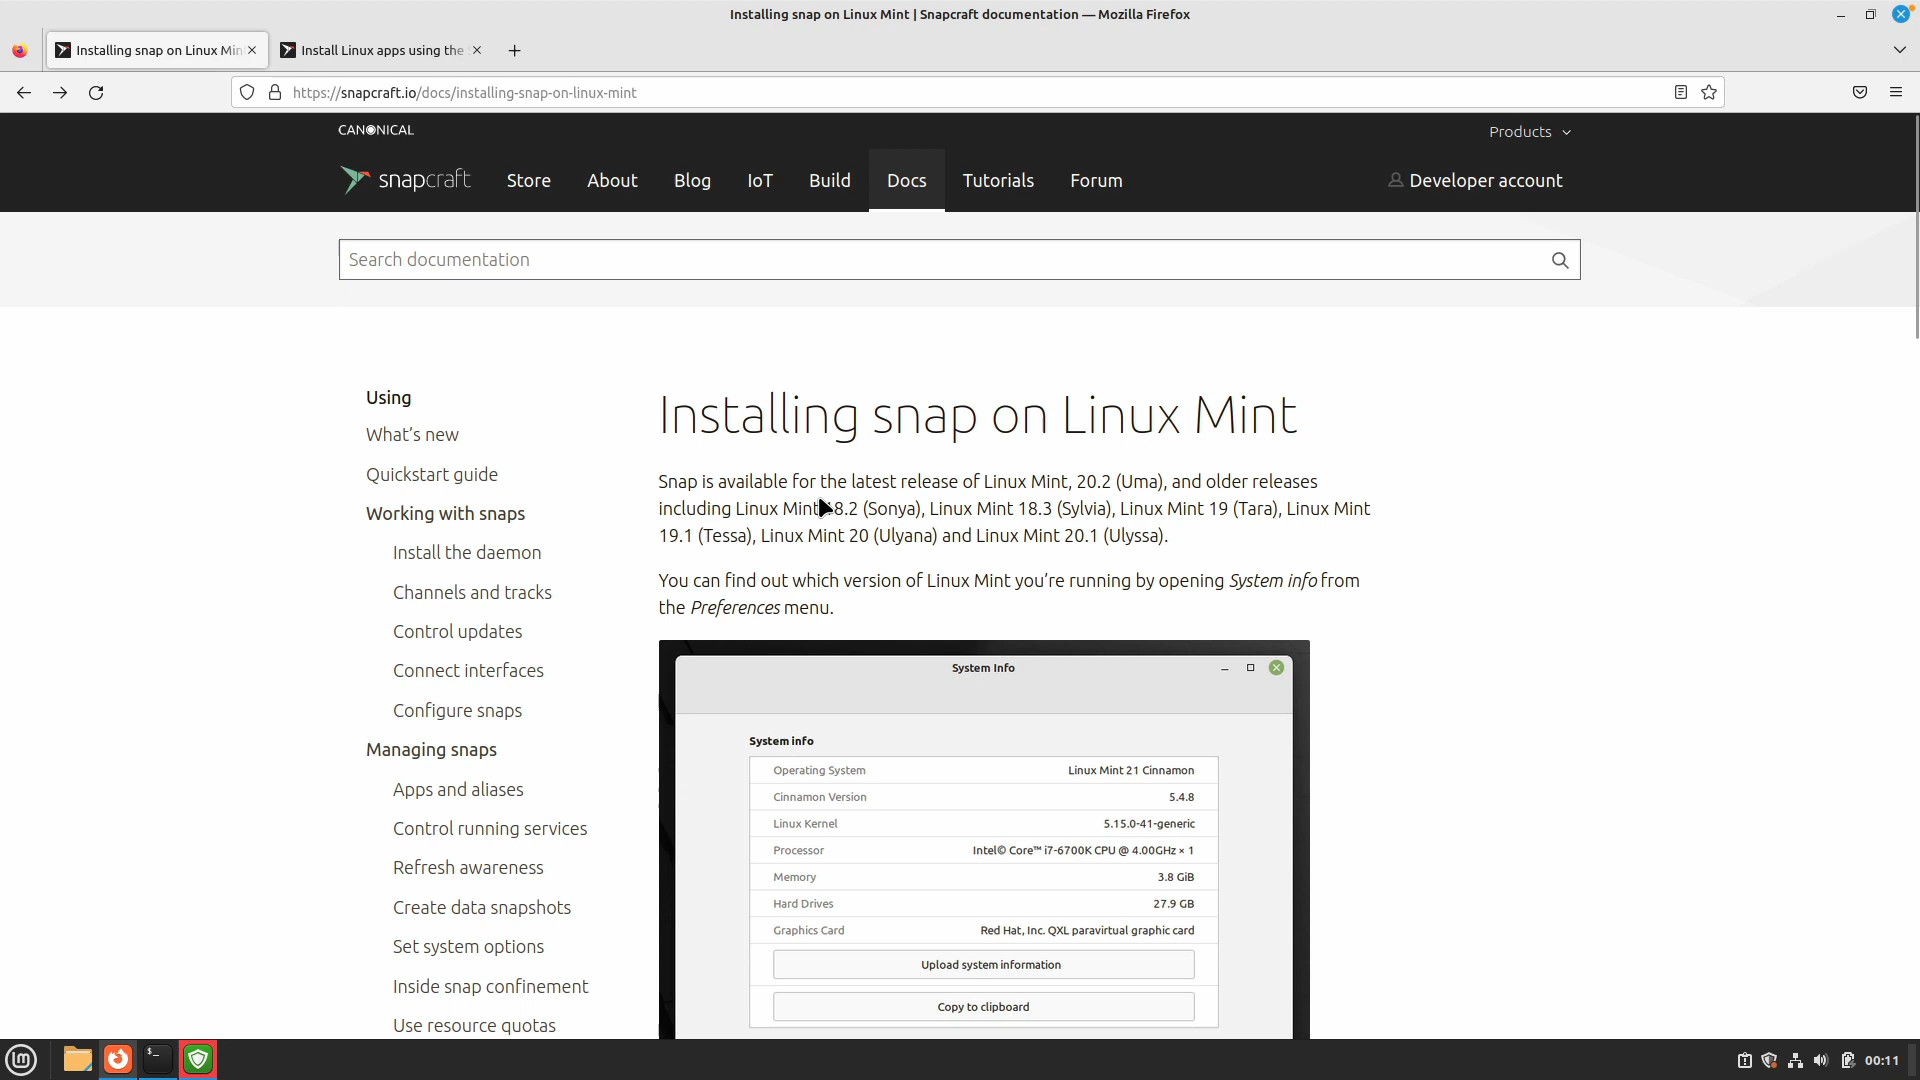 Installing snap on Linux Mint | Snapcraft documentation — Mozilla Firefox
Installing snap on Linux Min
Install Linux apps using the
https://snapcraft.io/docs/installing-snap-on-linux-mint
CANONICAL
Products
snapcraft
Store
About
Blog
IoT
Build
Docs
Tutorials
Forum
Developer account
Search documentation
Using
What's new
Quickstart guide
Working with snaps
Install the daemon
Channels and tracks
Control updates
Connect interfaces
Configure snaps
Managing snaps
Apps and aliases
Control running services
Refresh awareness
Create data snapshots
Set system options
Inside snap confinement
Use resource quotas
Installing snap on Linux Mint
Snap is available for the latest release of Linux Mint, 20.2 (Uma), and older releases
including Linux Mint 18.2 (Sonya), Linux Mint 18.3 (Sylvia), Linux Mint 19 (Tara), Linux Mint
19.1 (Tessa), Linux Mint 20 (Ulyana) and Linux Mint 20.1 (Ulyssa).
You can find out which version of Linux Mint you're running by opening System info from
the Preferences menu.
System Info
System info
Operating System Linux Mint 21 Cinnamon
Cinnamon Version 5.4.8
Linux Kernel 5.15.0-41-generic
Processor Intel© Core™ i7-6700K CPU @ 4.00GHz × 1
Memory 3.8 GiB
Hard Drives 27.9 GB
Graphics Card Red Hat, Inc. QXL paravirtual graphic card
Upload system information
Copy to clipboard
00:11